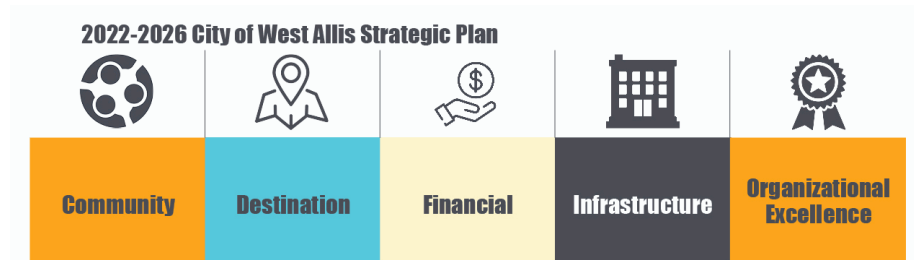 2022-2026 City of West Allis Strategic Plan
$
Community
Destination
Financial
Infrastructure
Organizational
Excellence